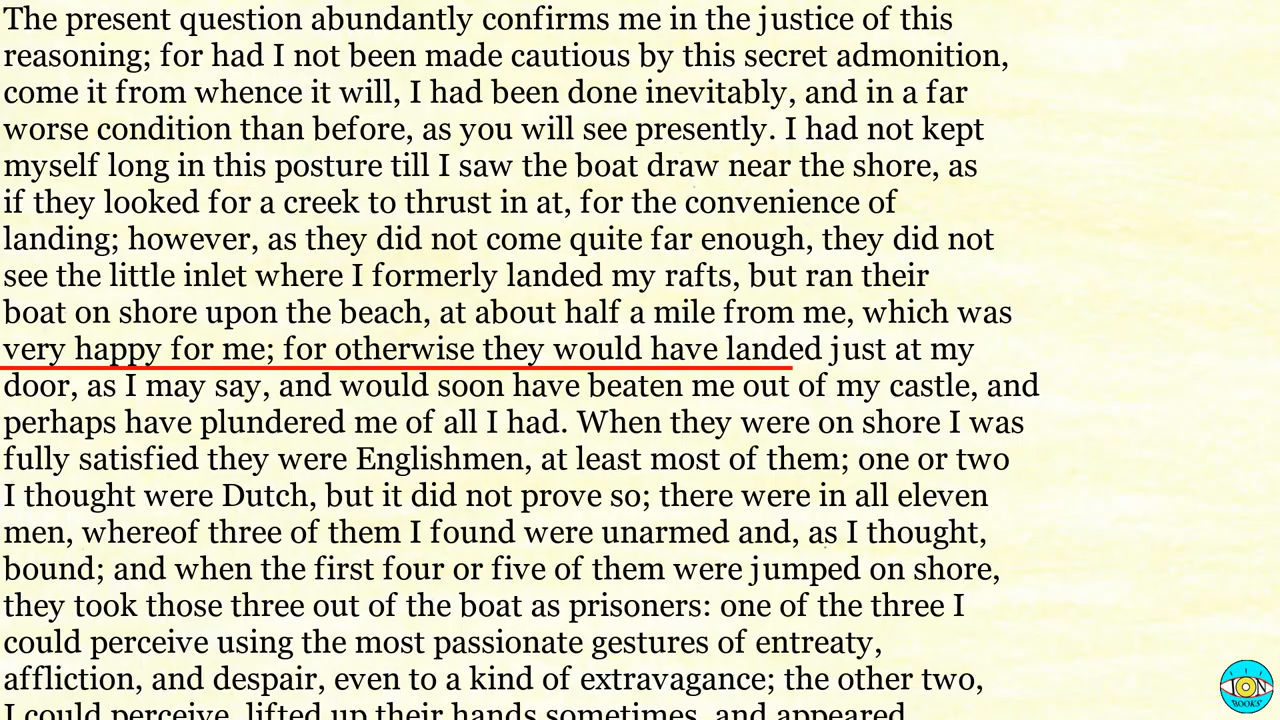 The present question abundantly confirms me in the justice of this
reasoning; for had I not been made cautious by this secret admonition,
come it from whence it will, I had been done inevitably, and in a far
worse condition than before, as you will see presently. I had not kept
myself long in this posture till I saw the boat draw near the shore, as
if they looked for a creek to thrust in at, for the convenience of
landing; however, as they did not come quite far enough, they did not
see the little inlet where I formerly landed my rafts, but ran their
boat on shore upon the beach, at about half a mile from me, which was
very happy for me; for otherwise they would have landed just at my
door, as I may say, and would soon have beaten me out of my castle, and
perhaps have plundered me of all I had. When they were on shore I was
fully satisfied they were Englishmen, at least most of them; one or two
I thought were Dutch, but it did not prove so; there were in all eleven
men, whereof three of them I found were unarmed and, as I thought,
bound; and when the first four or five of them were jumped on shore,
they took those three out of the boat as prisoners: one of the three I
could perceive using the most passionate gestures of entreaty,
affliction, and despair, even to a kind of extravagance; the other two,
I could perceive, lifted up their hands sometimes, and appeared
ION
BOOKS